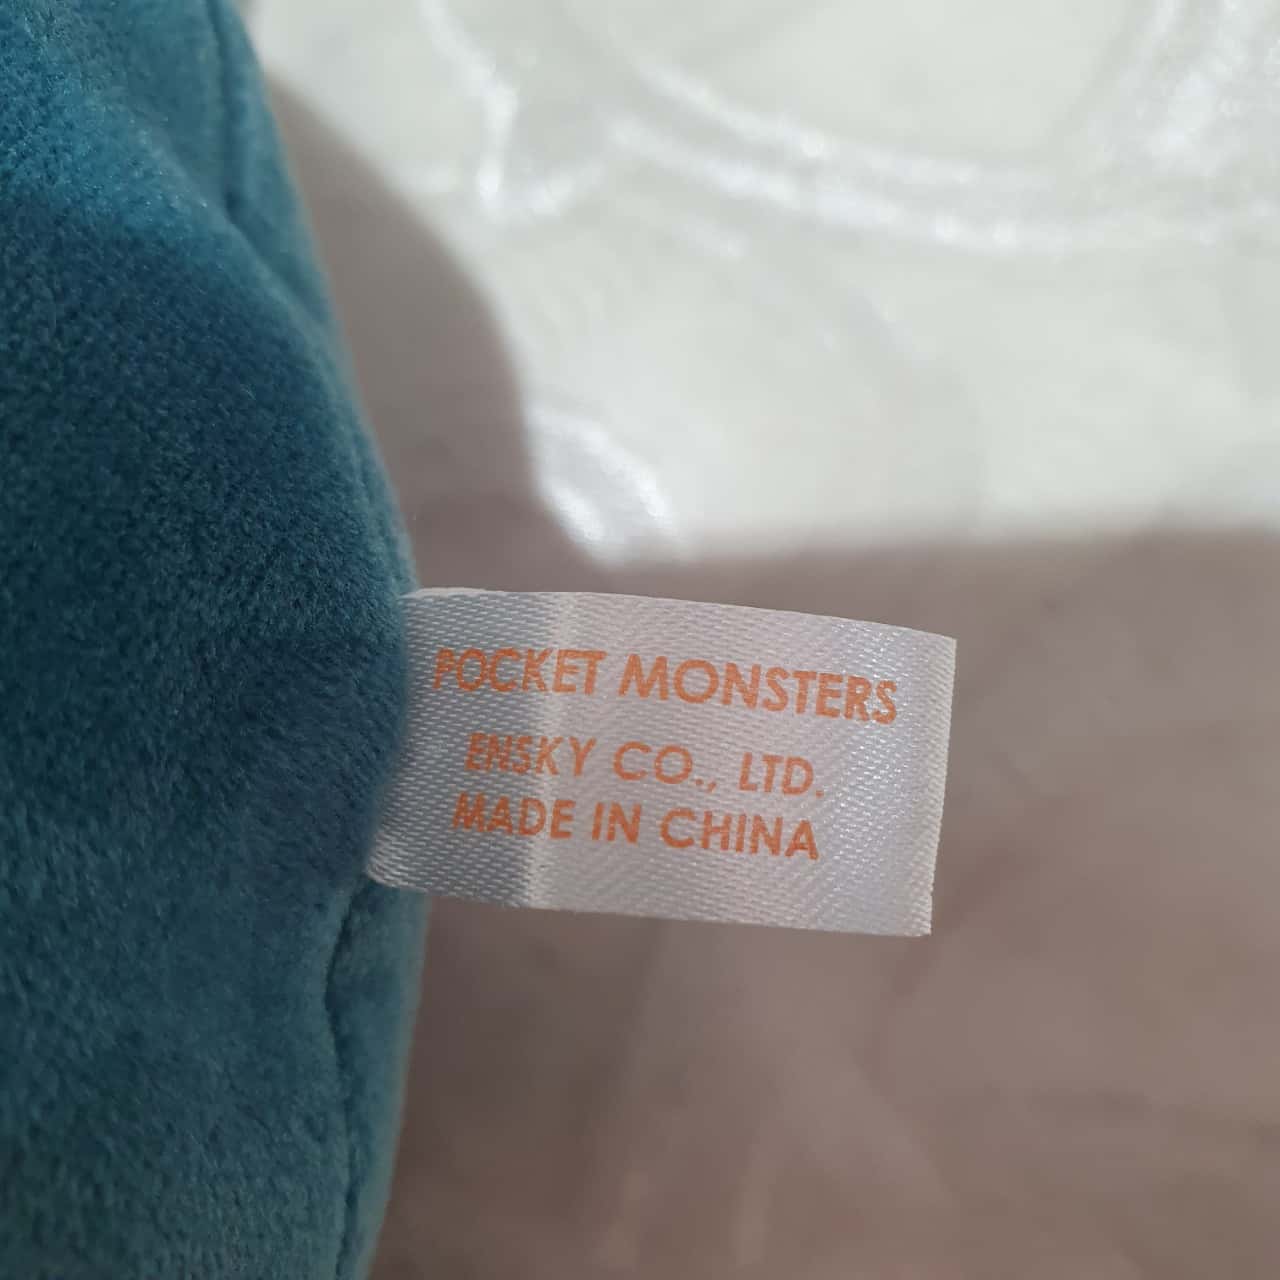 POCKET MONSTERS
ENSKY CO., LTD.
MADE IN CHINA